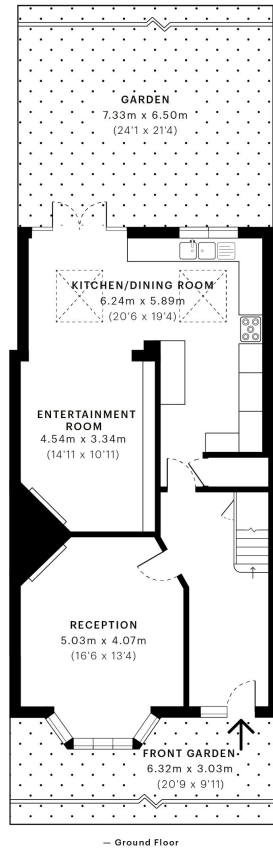 GARDEN
7.33m x 6.50m
(24'1 x 21'4)
KITCHEN/DINING ROOM
6.24m x 5.89m
(20'6 x 19'4)
ENTERTAINMENT
ROOM
4.54m x 3.34m
(14'11 x 10'11)
RECEPTION
5.03m x 4.07m
(16'6 x 13'4)
FRONT GARDEN
6.32m x 3.03m
(20'9 x 9'11)
— Ground Floor